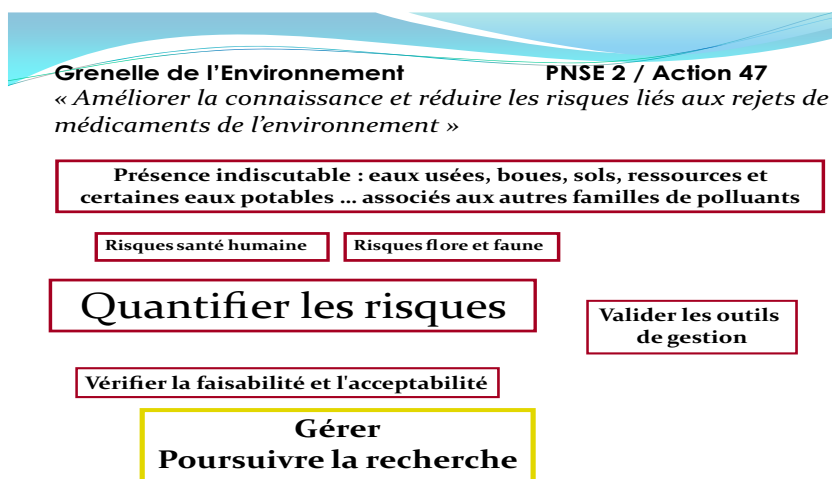 Grenelle de l'Environnement PNSE 2 / Action 47
« Améliorer la connaissance et réduire les risques liés aux rejets de
médicaments de l'environnement »
Présence indiscutable : eaux usées, boues, sols, ressources et
certaines eaux potables ... associés aux autres familles de polluants
Risques santé humaine
Risques flore et faune
Quantifier les risques
Valider les outils
de gestion
Vérifier la faisabilité et l'acceptabilité
Gérer
Poursuivre la recherche